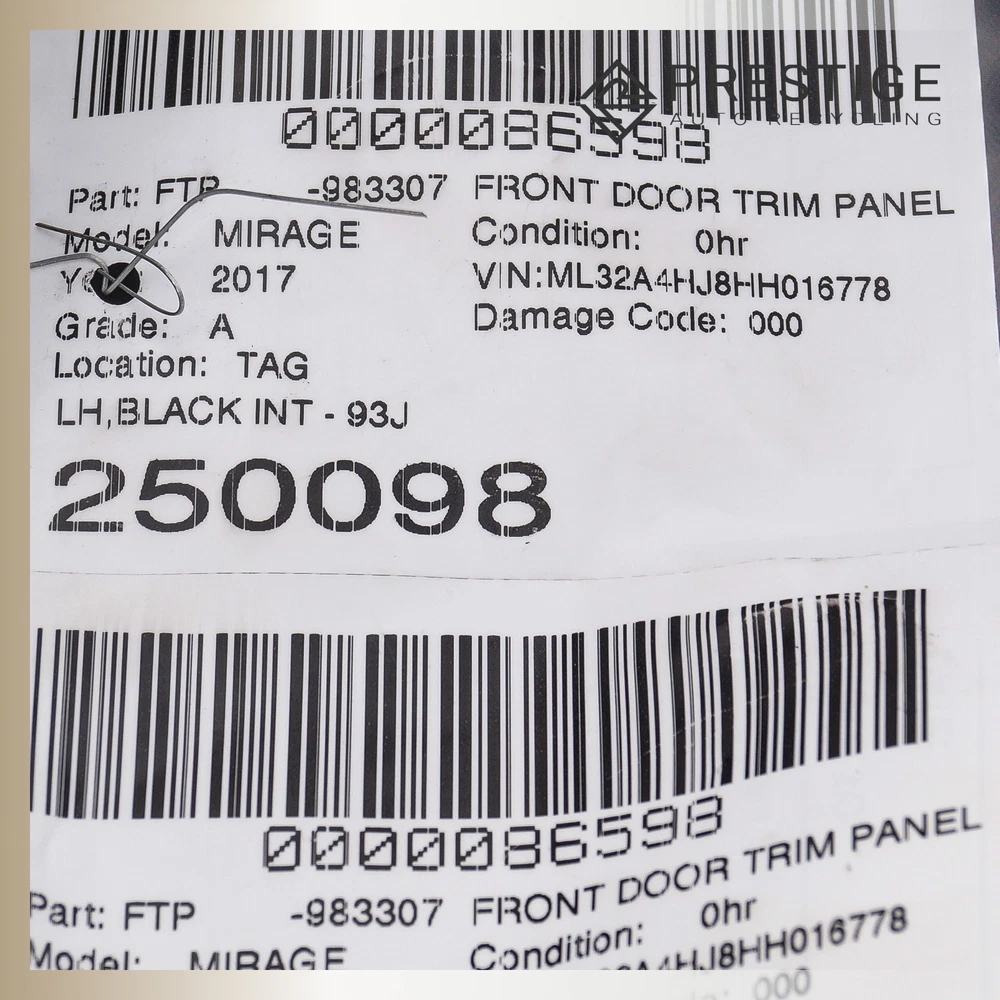 PRESTIGE
AUTO RECYCLING
0000086598
Part: FTP -983307 FRONT DOOR TRIM PANEL
Model: MIRAGE Condition: 0hr
2017 VIN:ML32A4HJ8HH016778
Grade: A Damage Code: 000
Location: TAG
LH,BLACK INT - 93J
250098
0000086598
Part: FTP -983307 FRONT DOOR TRIM PANEL
Model: MIRAGE Condition: 0hr
32A4HJ8HH016778
000